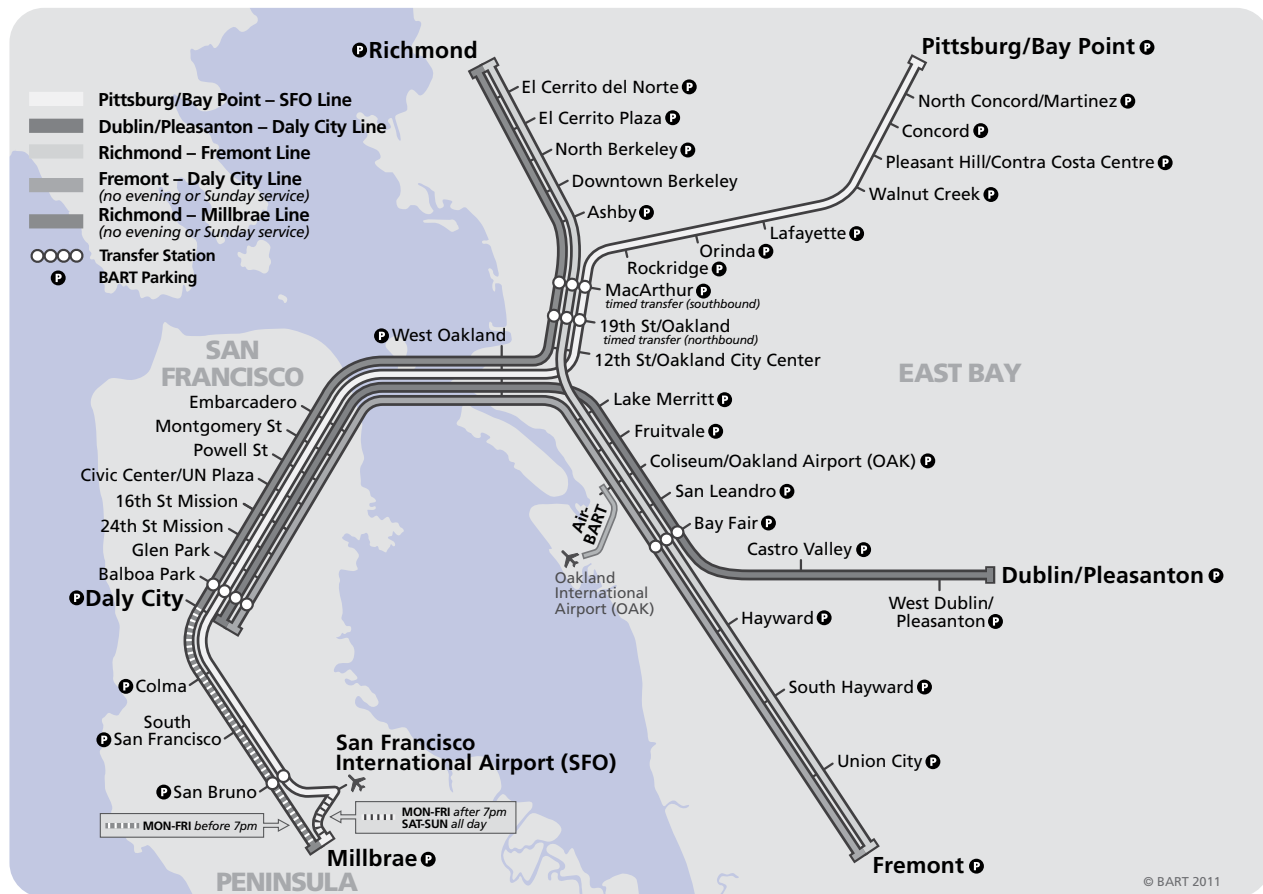 Richmond
Pittsburg/Bay Point
Pittsburg/Bay Point – SFO Line
Dublin/Pleasanton – Daly City Line
Richmond – Fremont Line
Fremont – Daly City Line
(no evening or Sunday service)
Richmond – Millbrae Line
(no evening or Sunday service)
Transfer Station
P BART Parking
El Cerrito del Norte P
El Cerrito Plaza P
North Berkeley P
Downtown Berkeley
Ashby P
North Concord/Martinez P
Concord P
Pleasant Hill/Contra Costa Centre P
Walnut Creek P
Lafayette P
Orinda P
Rockridge P
MacArthur P
timed transfer (southbound)
19th St/Oakland
timed transfer (northbound)
12th St/Oakland City Center
P West Oakland
SAN
FRANCISCO
EAST BAY
Embarcadero
Montgomery St
Powell St
Civic Center/UN Plaza
16th St Mission
24th St Mission
Glen Park
Balboa Park
P Daly City
Lake Merritt P
Fruitvale P
Coliseum/Oakland Airport (OAK) P
San Leandro P
Bay Fair P
Castro Valley P
Dublin/Pleasanton P
West Dublin/
Pleasanton P
Air-
BART
Oakland
International
Airport (OAK)
Hayward P
South Hayward P
Union City P
Fremont P
P Colma
South
P San Francisco
San Francisco
International Airport (SFO)
P San Bruno
MON-FRI before 7pm
MON-FRI after 7pm
SAT-SUN all day
Millbrae P
PENINSULA
© BART 2011